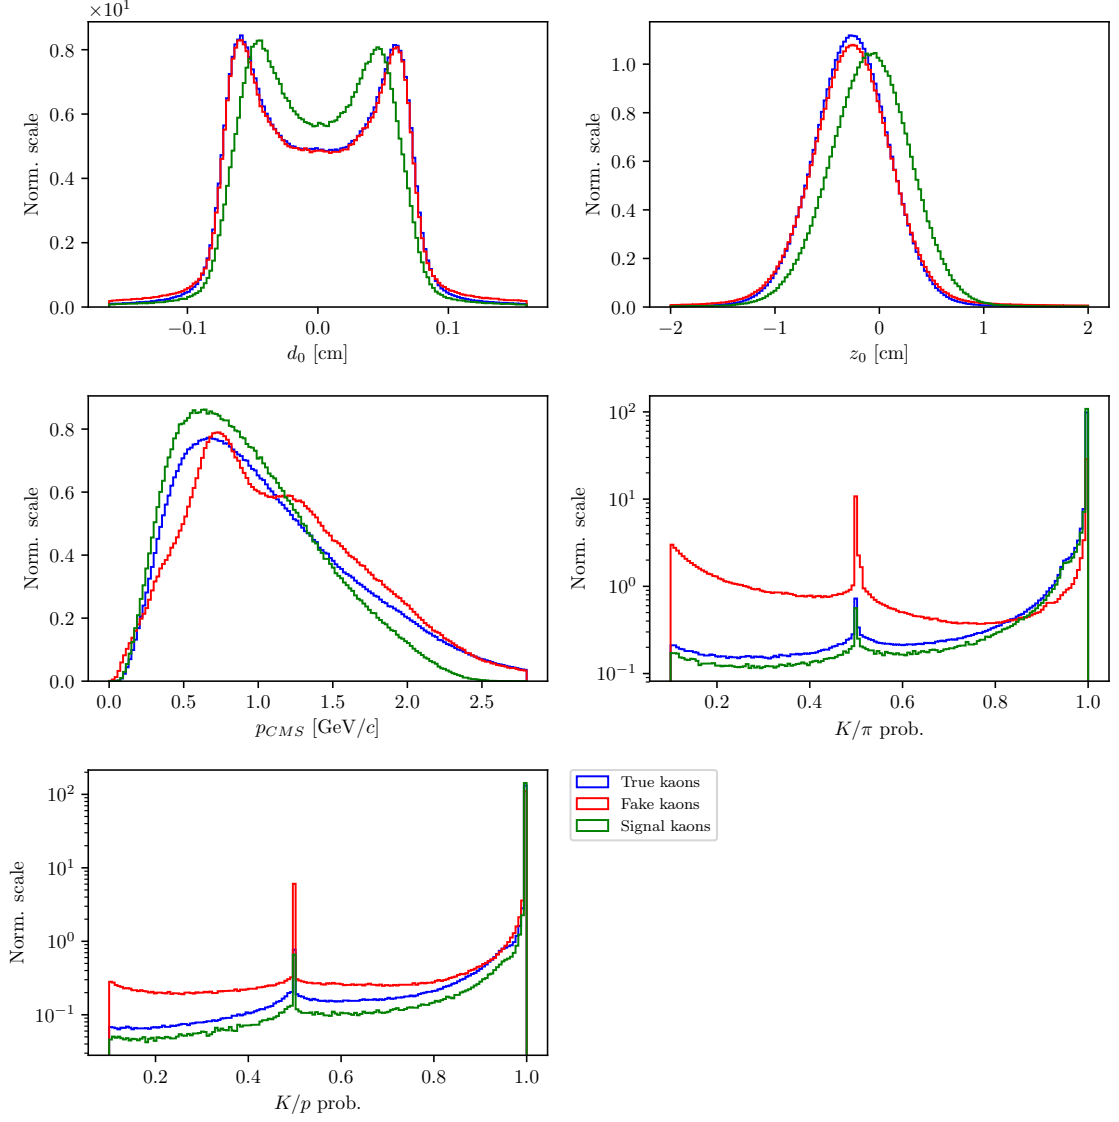 ×10¹
0.8
0.6
0.4
0.2
0.0
Norm. scale
−0.1 0.0 0.1
d₀ [cm]
1.0
0.8
0.6
0.4
0.2
0.0
Norm. scale
−2 −1 0 1 2
z₀ [cm]
0.8
0.6
0.4
0.2
0.0
Norm. scale
0.0 0.5 1.0 1.5 2.0 2.5
p_CMS [GeV/c]
10²
10¹
10⁰
10⁻¹
Norm. scale
0.2 0.4 0.6 0.8 1.0
K/π prob.
10²
10¹
10⁰
10⁻¹
Norm. scale
0.2 0.4 0.6 0.8 1.0
K/p prob.
True kaons
Fake kaons
Signal kaons